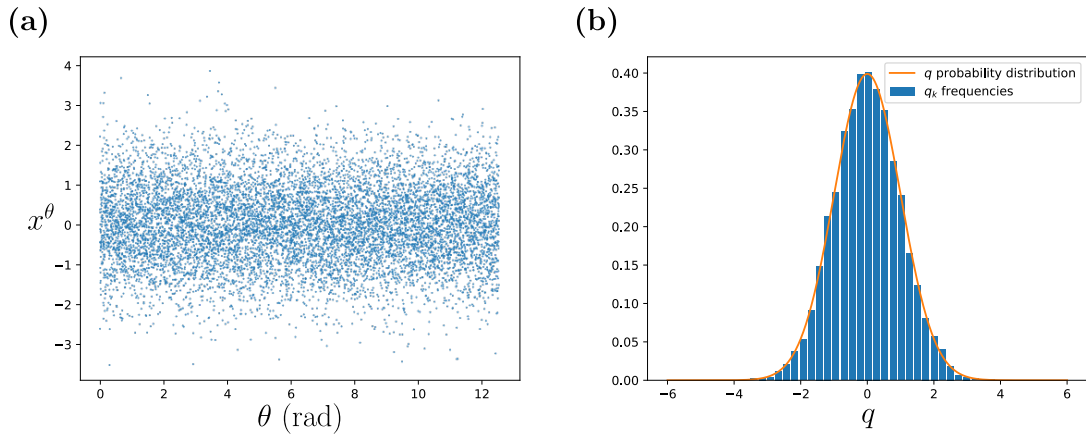 (a)
4
3
2
1
0
−1
−2
−3
x^θ
0 2 4 6 8 10 12
θ (rad)
(b)
q probability distribution
q_k frequencies
0.40
0.35
0.30
0.25
0.20
0.15
0.10
0.05
0.00
−6 −4 −2 0 2 4 6
q